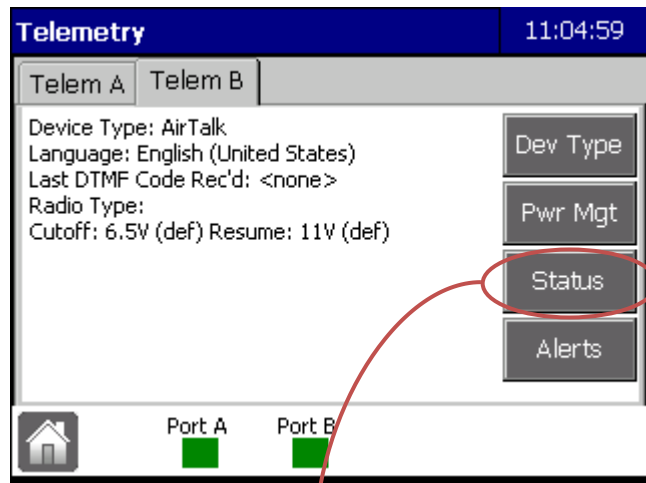 Telemetry 11:04:59
Telem A Telem B
Device Type: AirTalk
Language: English (United States)
Last DTMF Code Rec'd: <none>
Radio Type:
Cutoff: 6.5V (def) Resume: 11V (def)
Dev Type
Pwr Mgt
Status
Alerts
Port A Port B